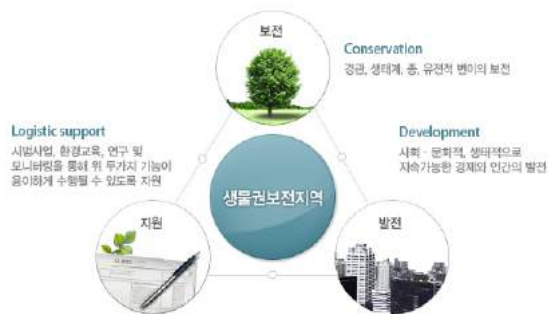 보전
Conservation
경관, 생태계, 종, 유전적 변이의 보전
Logistic support
시범사업, 환경교육, 연구 및
모니터링을 통해 위 두가지 기능이
용이하게 수행될 수 있도록 지원
Development
사회 · 문화적, 생태적으로
지속가능한 경제와 인간의 발전
생물권보전지역
지원
발전